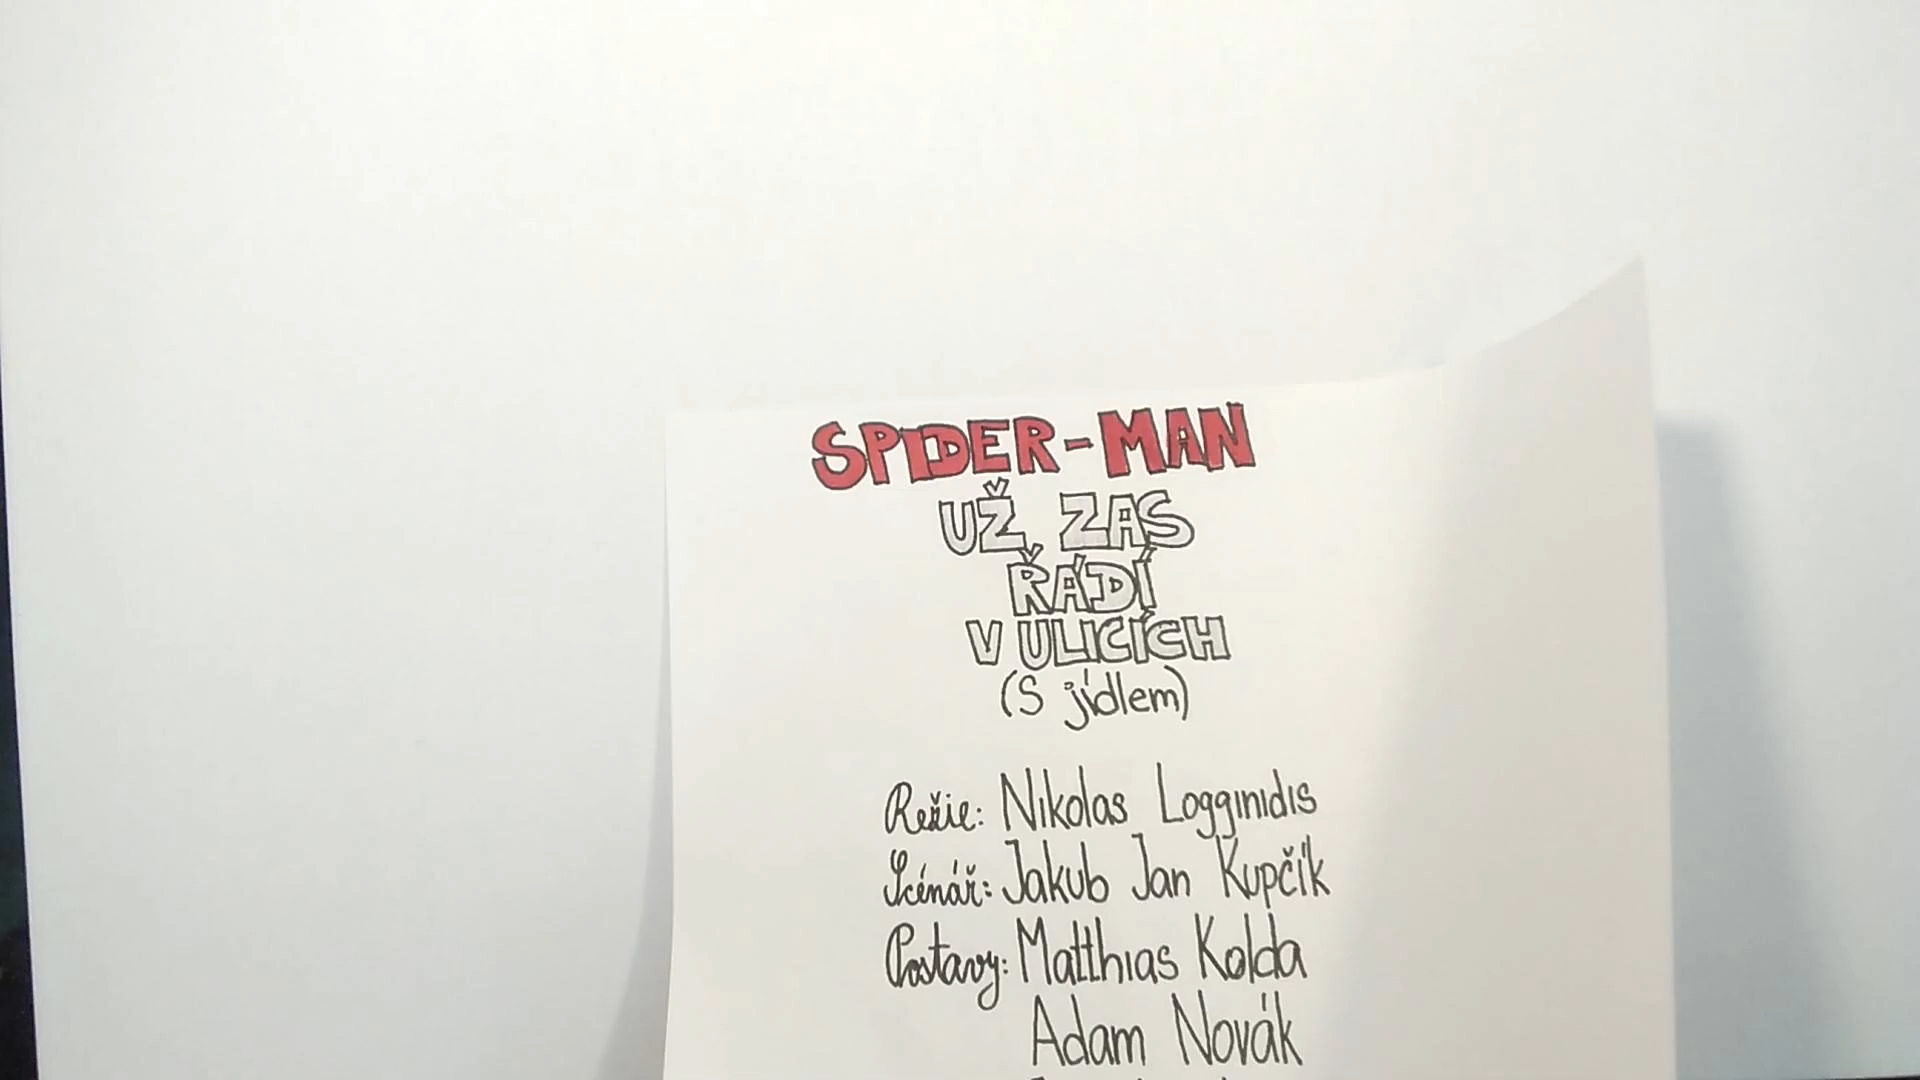 SPIDER-MAN
UŽ ZAS
ŘÁDÍ
V ULICÍCH
(S jídlem)
Režie: Nikolas Logginidis
Scénář: Jakub Jan Kupčík
Postavy: Matthias Kolda
Adam Novák